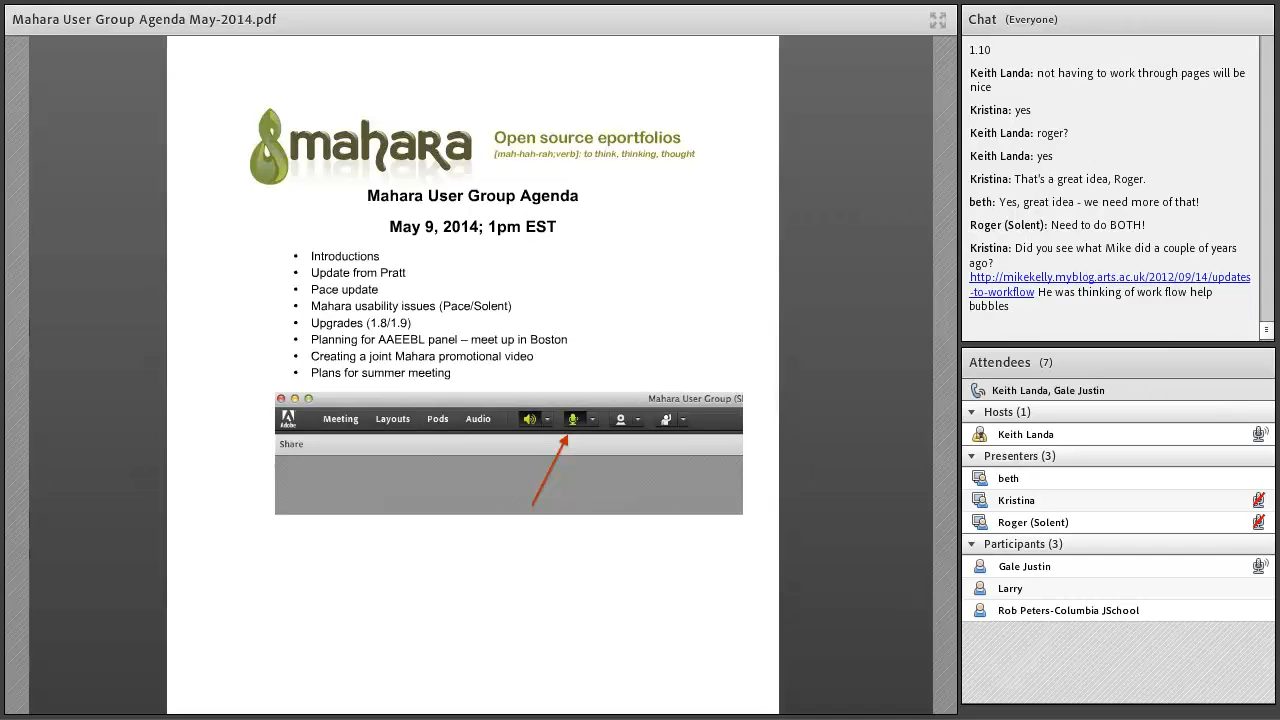 Mahara User Group Agenda May-2014.pdf
mahara
Open source eportfolios
[mah-hah-rah;verb]: to think, thinking, thought
Mahara User Group Agenda
May 9, 2014; 1pm EST
• Introductions
• Update from Pratt
• Pace update
• Mahara usability issues (Pace/Solent)
• Upgrades (1.8/1.9)
• Planning for AAEEBL panel – meet up in Boston
• Creating a joint Mahara promotional video
• Plans for summer meeting
Mahara User Group (S
Adobe
Meeting Layouts Pods Audio
Share
Chat (Everyone)
1.10
Keith Landa: not having to work through pages will be
nice
Kristina: yes
Keith Landa: roger?
Keith Landa: yes
Kristina: That's a great idea, Roger.
beth: Yes, great idea - we need more of that!
Roger (Solent): Need to do BOTH!
Kristina: Did you see what Mike did a couple of years
ago?
http://mikekelly.myblog.arts.ac.uk/2012/09/14/updates
-to-workflow He was thinking of work flow help
bubbles
Attendees (7)
Keith Landa, Gale Justin
Hosts (1)
Keith Landa
Presenters (3)
beth
Kristina
Roger (Solent)
Participants (3)
Gale Justin
Larry
Rob Peters-Columbia JSchool